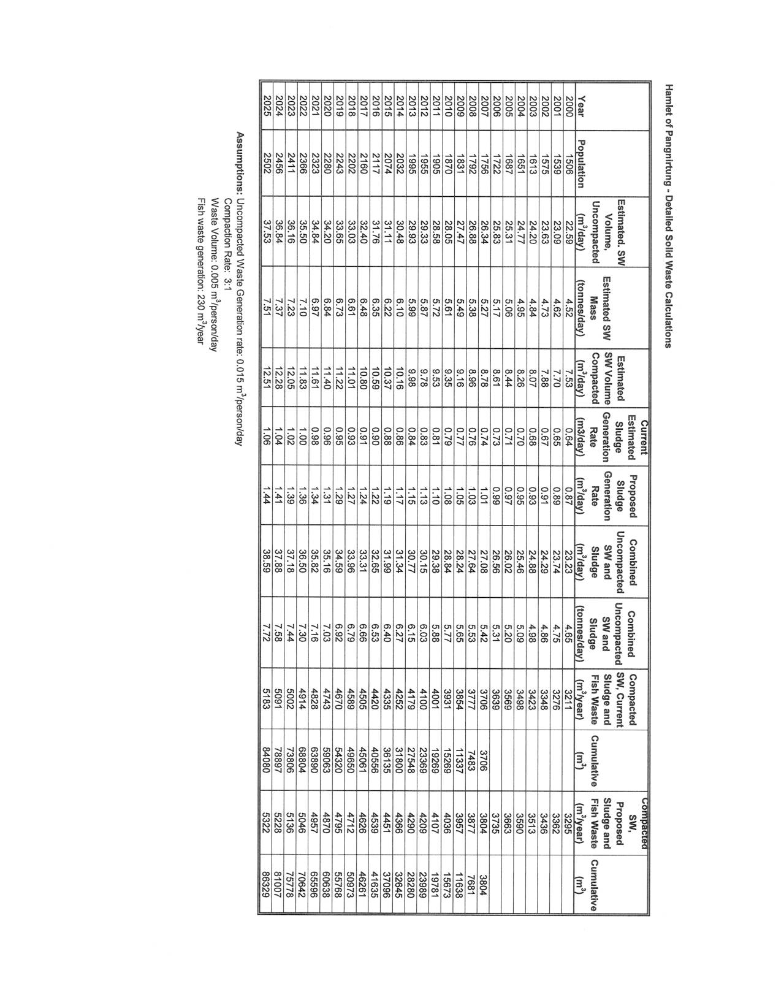 Hamlet of Pangnirtung - Detailed Solid Waste Calculations
Year
Population
Estimated. SW
Volume,
Uncompacted
(m³/day)
Estimated SW
Mass
(tonnes/day)
Estimated
SW Volume
Compacted
(m³/day)
Current
Estimated
Sludge
Generation
Rate
(m3/day)
Proposed
Sludge
Generation
Rate
(m³/day)
Combined
Uncompacted
SW and
Sludge
(m³/day)
Combined
Uncompacted
SW and
Sludge
(tonnes/day)
Compacted
SW, Current
Sludge and
Fish Waste
(m³/year)
Cumulative
(m³)
Compacted
SW,
Proposed
Sludge and
Fish Waste
(m³/year)
Cumulative
(m³)
2000 1506 22.59 4.52 7.53 0.64 0.87 23.23 4.65 3211 3295
2001 1539 23.09 4.62 7.70 0.65 0.89 23.74 4.75 3276 3362
2002 1575 23.63 4.73 7.88 0.67 0.91 24.29 4.86 3348 3436
2003 1613 24.20 4.84 8.07 0.68 0.93 24.88 4.98 3423 3513
2004 1651 24.77 4.95 8.26 0.70 0.95 25.46 5.09 3498 3590
2005 1687 25.31 5.06 8.44 0.71 0.97 26.02 5.20 3569 3663
2006 1722 25.83 5.17 8.61 0.73 0.99 26.56 5.31 3639 3735
2007 1756 26.34 5.27 8.78 0.74 1.01 27.08 5.42 3706 3706 3804 3804
2008 1792 26.88 5.38 8.96 0.76 1.03 27.64 5.53 3777 7483 3877 7681
2009 1831 27.47 5.49 9.16 0.77 1.05 28.24 5.65 3854 11337 3957 11638
2010 1870 28.05 5.61 9.35 0.79 1.08 28.84 5.77 3931 15269 4036 15673
2011 1905 28.58 5.72 9.53 0.81 1.10 29.38 5.88 4001 19269 4107 19781
2012 1955 29.33 5.87 9.78 0.83 1.13 30.15 6.03 4100 23369 4209 23989
2013 1995 29.93 5.99 9.98 0.84 1.15 30.77 6.15 4179 27548 4290 28280
2014 2032 30.48 6.10 10.16 0.86 1.17 31.34 6.27 4252 31800 4366 32645
2015 2074 31.11 6.22 10.37 0.88 1.19 31.99 6.40 4335 36135 4451 37096
2016 2117 31.76 6.35 10.59 0.90 1.22 32.65 6.53 4420 40556 4539 41635
2017 2160 32.40 6.48 10.80 0.91 1.24 33.31 6.66 4505 45061 4626 46261
2018 2202 33.03 6.61 11.01 0.93 1.27 33.96 6.79 4589 49650 4712 50973
2019 2243 33.65 6.73 11.22 0.95 1.29 34.59 6.92 4670 54320 4795 55768
2020 2280 34.20 6.84 11.40 0.96 1.31 35.16 7.03 4743 59063 4870 60638
2021 2323 34.84 6.97 11.61 0.98 1.34 35.82 7.16 4828 63890 4957 65596
2022 2366 35.50 7.10 11.83 1.00 1.36 36.50 7.30 4914 68804 5046 70642
2023 2411 36.16 7.23 12.05 1.02 1.39 37.18 7.44 5002 73806 5136 75778
2024 2456 36.84 7.37 12.28 1.04 1.41 37.88 7.58 5091 78897 5228 81007
2025 2502 37.53 7.51 12.51 1.06 1.44 38.59 7.72 5183 84080 5322 86329
Assumptions: Uncompacted Waste Generation rate: 0.015 m³/person/day
Compaction Rate: 3:1
Waste Volume: 0.005 m³/person/day
Fish waste generation: 230 m³/year